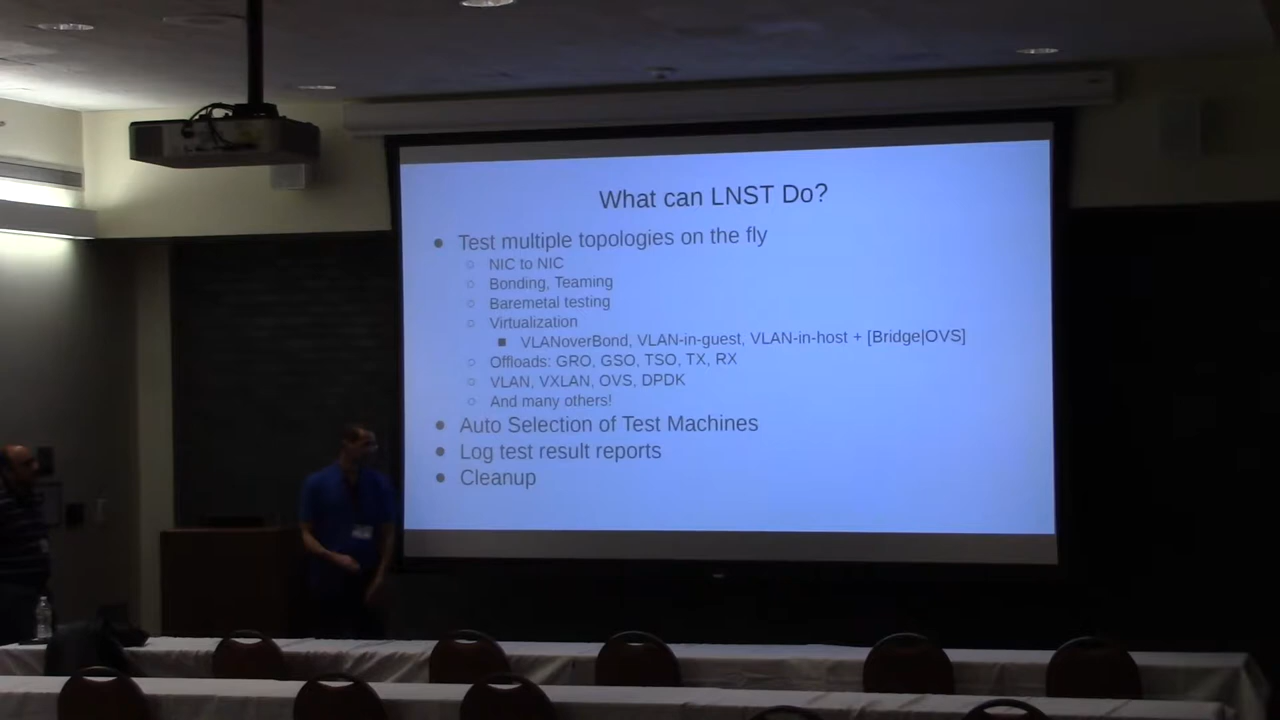 What can LNST Do?
● Test multiple topologies on the fly
○ NIC to NIC
○ Bonding, Teaming
○ Baremetal testing
○ Virtualization
■ VLANoverBond, VLAN-in-guest, VLAN-in-host + [Bridge|OVS]
○ Offloads: GRO, GSO, TSO, TX, RX
○ VLAN, VXLAN, OVS, DPDK
○ And many others!
● Auto Selection of Test Machines
● Log test result reports
● Cleanup